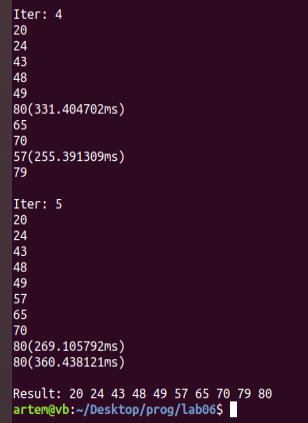 Iter: 4
20
24
43
48
49
80(331.404702ms)
65
70
57(255.391309ms)
79
Iter: 5
20
24
43
48
49
57
65
70
80(269.105792ms)
80(360.438121ms)
Result: 20 24 43 48 49 57 65 70 79 80
artem@vb:~/Desktop/prog/lab06$